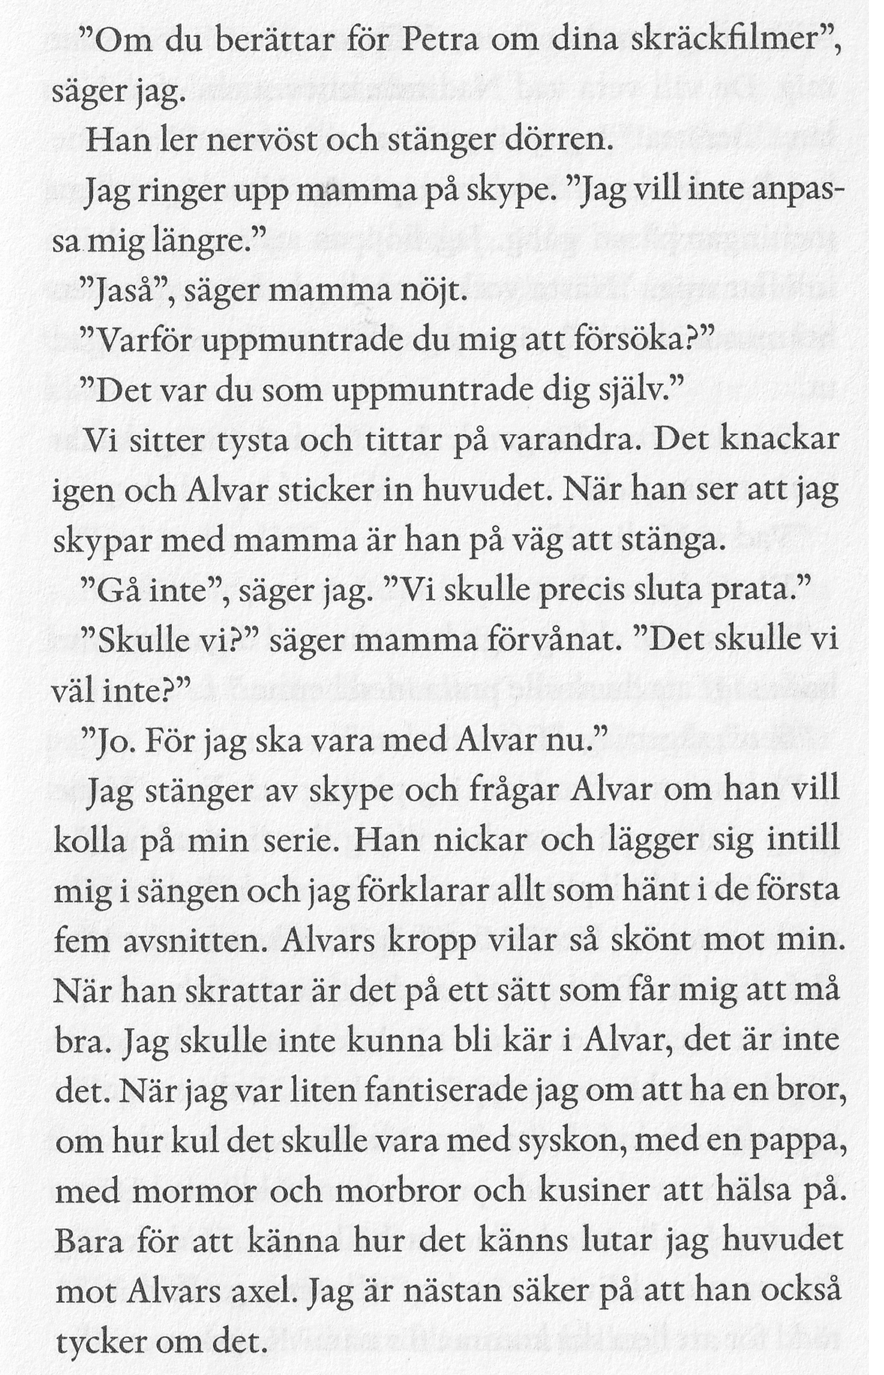 ”Om du berättar för Petra om dina skräckfilmer”,
säger jag.
Han ler nervöst och stänger dörren.
Jag ringer upp mamma på skype. ”Jag vill inte anpas-
sa mig längre.”
”Jaså”, säger mamma nöjt.
”Varför uppmuntrade du mig att försöka?”
”Det var du som uppmuntrade dig själv.”
Vi sitter tysta och tittar på varandra. Det knackar
igen och Alvar sticker in huvudet. När han ser att jag
skypar med mamma är han på väg att stänga.
”Gå inte”, säger jag. ”Vi skulle precis sluta prata.”
”Skulle vi?” säger mamma förvånat. ”Det skulle vi
väl inte?”
”Jo. För jag ska vara med Alvar nu.”
Jag stänger av skype och frågar Alvar om han vill
kolla på min serie. Han nickar och lägger sig intill
mig i sängen och jag förklarar allt som hänt i de första
fem avsnitten. Alvars kropp vilar så skönt mot min.
När han skrattar är det på ett sätt som får mig att må
bra. Jag skulle inte kunna bli kär i Alvar, det är inte
det. När jag var liten fantiserade jag om att ha en bror,
om hur kul det skulle vara med syskon, med en pappa,
med mormor och morbror och kusiner att hälsa på.
Bara för att känna hur det känns lutar jag huvudet
mot Alvars axel. Jag är nästan säker på att han också
tycker om det.